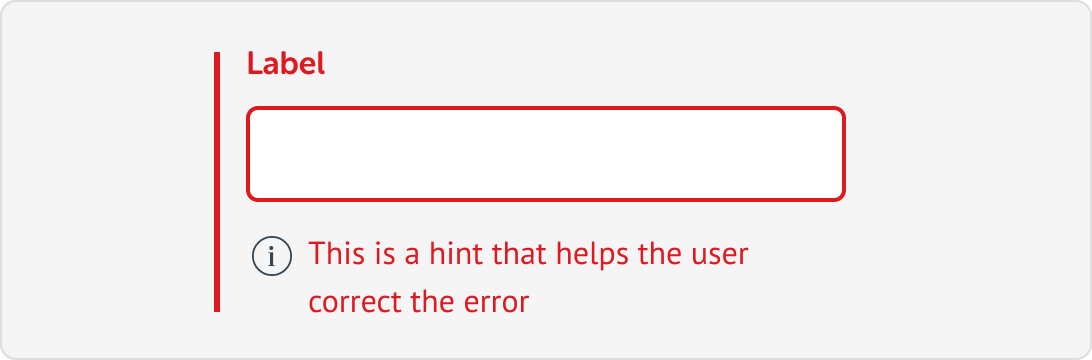 Label
i
This is a hint that helps the user
correct the error